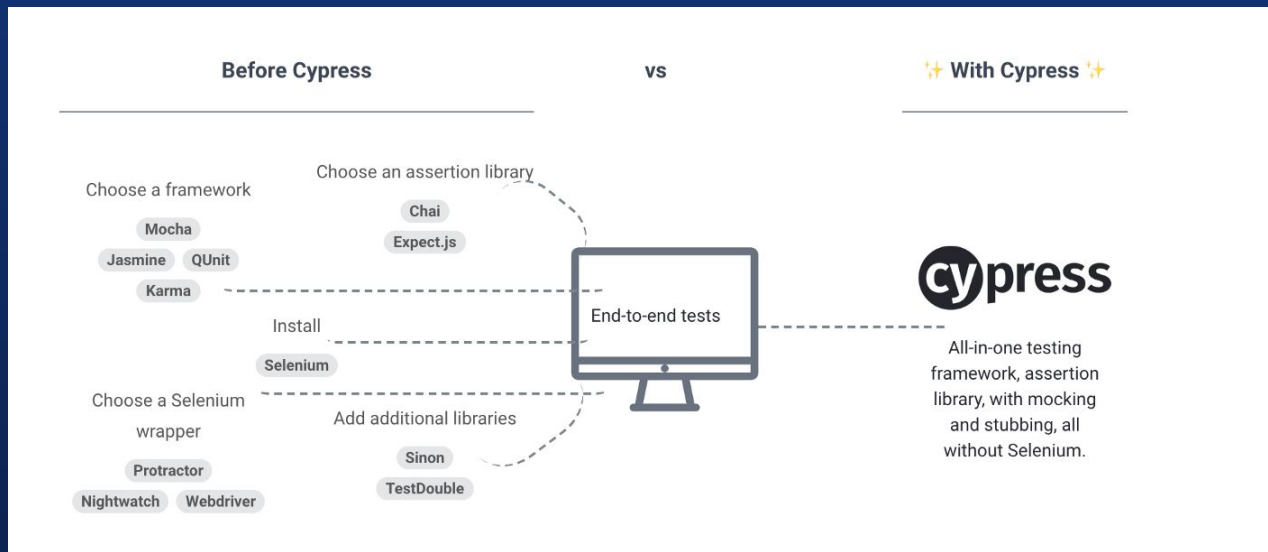 Before Cypress
vs
✨ With Cypress ✨
Choose a framework
Mocha
Jasmine QUnit
Karma
Choose an assertion library
Chai
Expect.js
Install
Selenium
Choose a Selenium
wrapper
Protractor
Nightwatch Webdriver
Add additional libraries
Sinon
TestDouble
End-to-end tests
cypress
All-in-one testing
framework, assertion
library, with mocking
and stubbing, all
without Selenium.